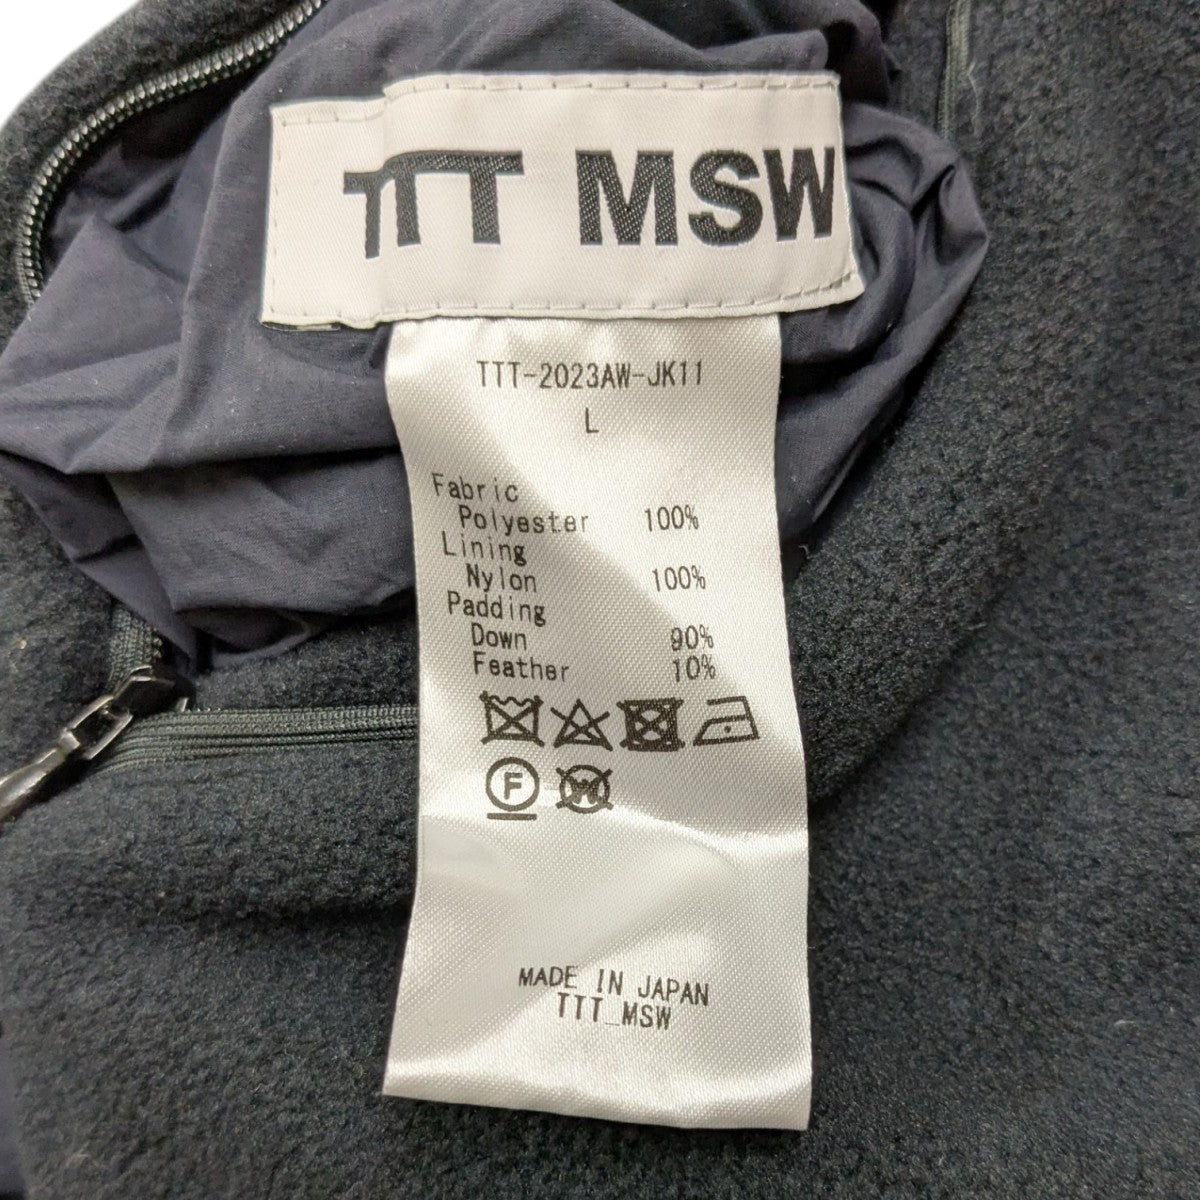 TTT MSW
TTT-2023AW-JK11
L
Fabric
Polyester 100%
Lining
Nylon 100%
Padding
Down 90%
Feather 10%
F W
MADE IN JAPAN
TTT_MSW